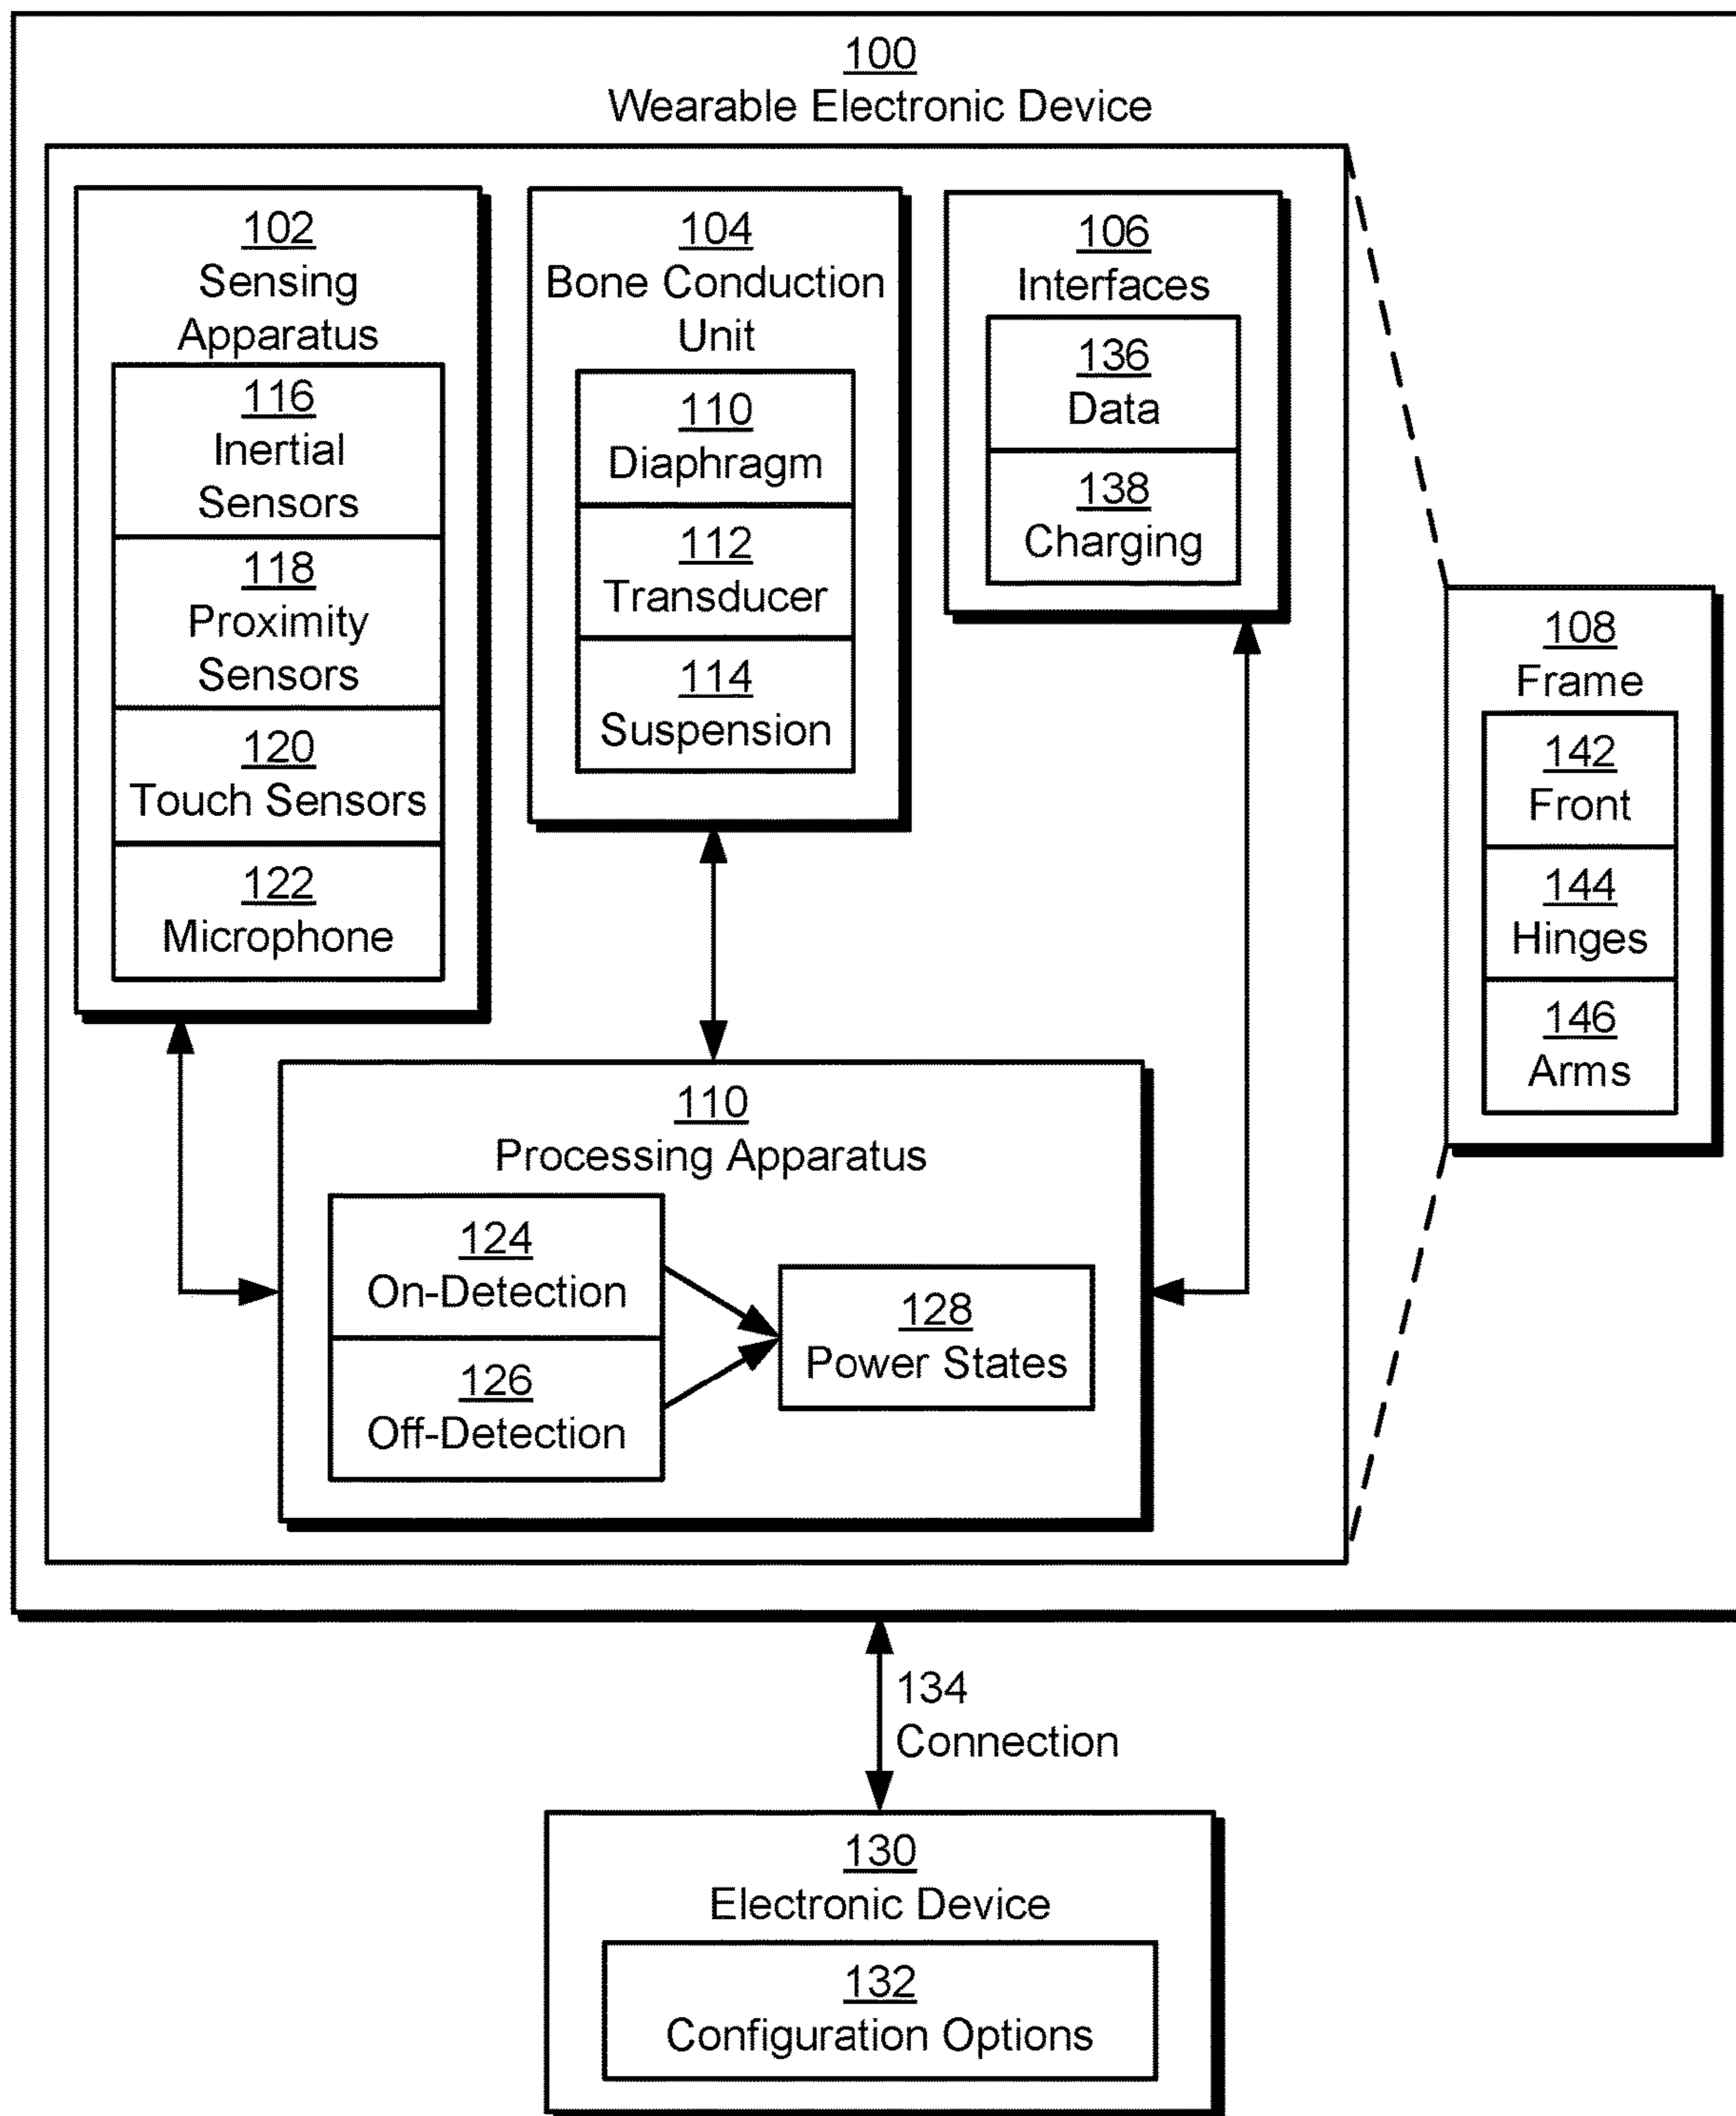 100
Wearable Electronic Device
102
Sensing
Apparatus
116
Inertial
Sensors
118
Proximity
Sensors
120
Touch Sensors
122
Microphone
104
Bone Conduction
Unit
110
Diaphragm
112
Transducer
114
Suspension
106
Interfaces
136
Data
138
Charging
108
Frame
142
Front
144
Hinges
146
Arms
110
Processing Apparatus
124
On-Detection
126
Off-Detection
128
Power States
134
Connection
130
Electronic Device
132
Configuration Options